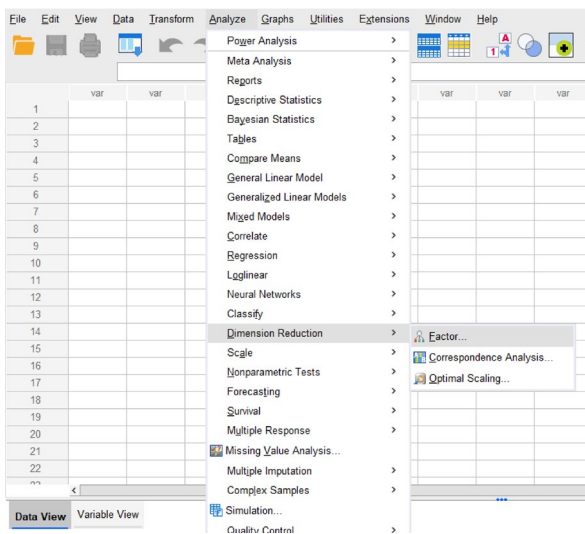 File Edit View Data Transform Analyze Graphs Utilities Extensions Window Help
Power Analysis
Meta Analysis
Reports
var var var var var
Descriptive Statistics
1
Bayesian Statistics
2
Tables
3
Compare Means
4
General Linear Model
5
Generalized Linear Models
6
Mixed Models
7
Correlate
8
Regression
9
Loglinear
10
Neural Networks
11
Classify
12
Dimension Reduction
13
Scale
14
Factor...
Nonparametric Tests
15
Correspondence Analysis...
Forecasting
16
Optimal Scaling...
Survival
17
Multiple Response
18
Missing Value Analysis...
19
Multiple Imputation
20
Complex Samples
21
Simulation...
22
Quality Control
Data View Variable View